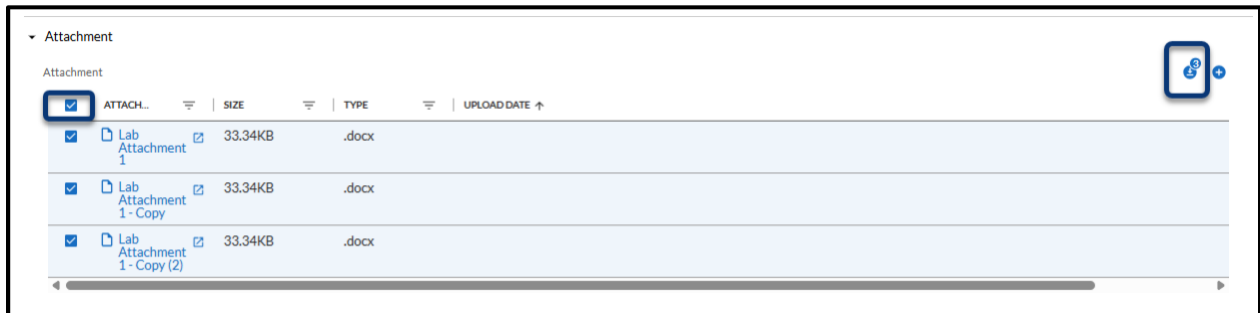 Attachment
Attachment
3
ATTACH... SIZE TYPE UPLOAD DATE
Lab
Attachment
1
33.34KB .docx
Lab
Attachment
1 - Copy
33.34KB .docx
Lab
Attachment
1 - Copy (2)
33.34KB .docx